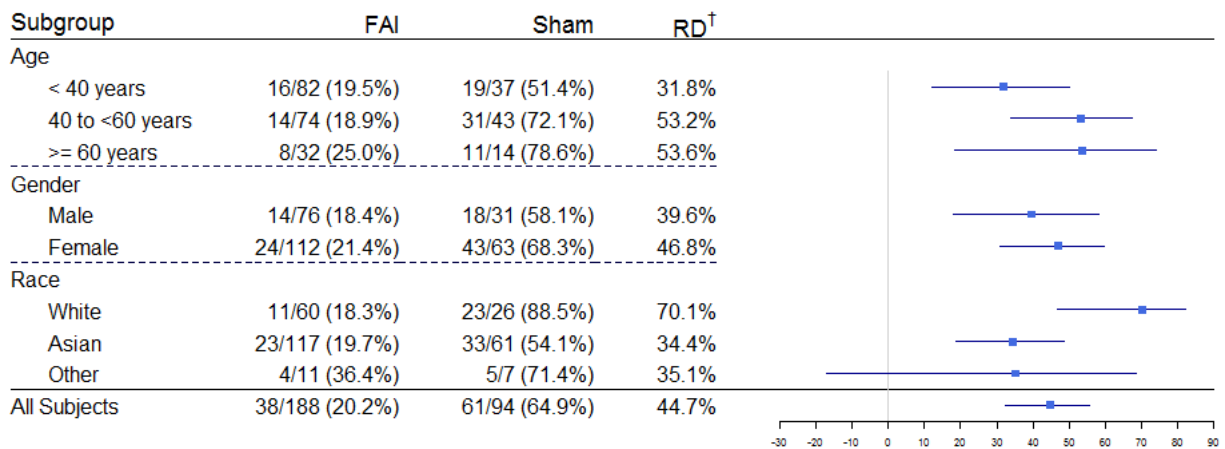 Subgroup FAI Sham RD†
Age
< 40 years 16/82 (19.5%) 19/37 (51.4%) 31.8%
40 to <60 years 14/74 (18.9%) 31/43 (72.1%) 53.2%
>= 60 years 8/32 (25.0%) 11/14 (78.6%) 53.6%
Gender
Male 14/76 (18.4%) 18/31 (58.1%) 39.6%
Female 24/112 (21.4%) 43/63 (68.3%) 46.8%
Race
White 11/60 (18.3%) 23/26 (88.5%) 70.1%
Asian 23/117 (19.7%) 33/61 (54.1%) 34.4%
Other 4/11 (36.4%) 5/7 (71.4%) 35.1%
All Subjects 38/188 (20.2%) 61/94 (64.9%) 44.7%
-30 -20 -10 0 10 20 30 40 50 60 70 80 90